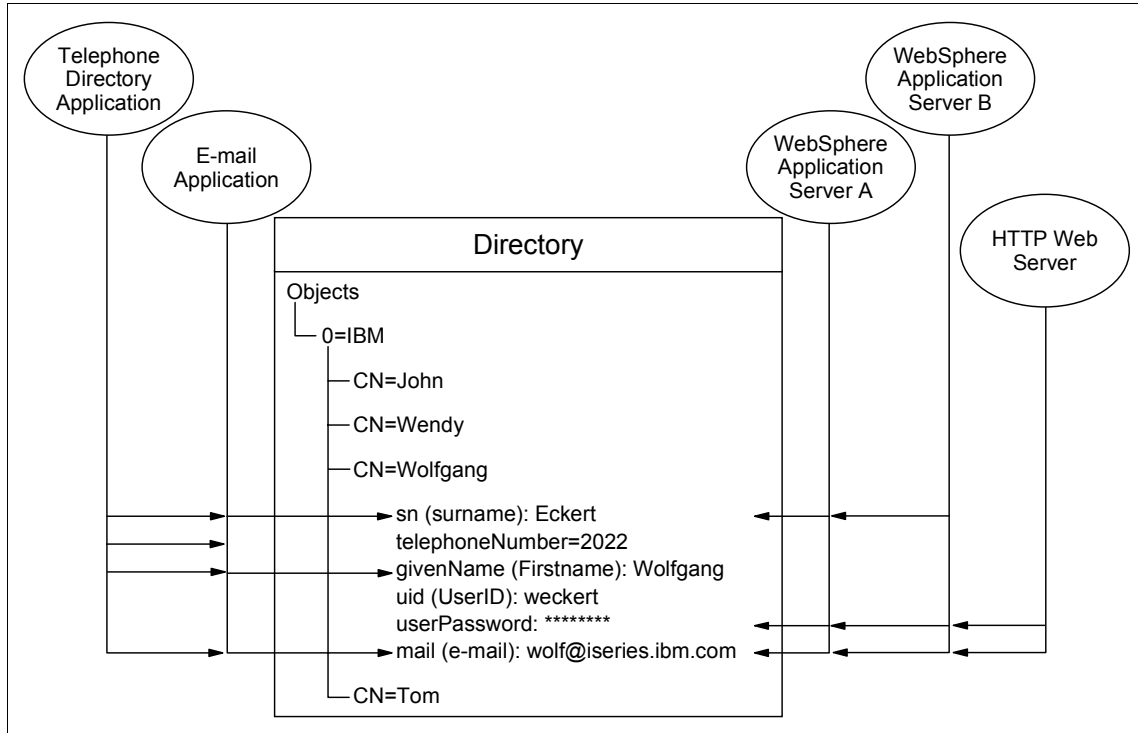 Telephone
Directory
Application
E-mail
Application
WebSphere
Application
Server B
WebSphere
Application
Server A
HTTP Web
Server
Directory
Objects
0=IBM
CN=John
CN=Wendy
CN=Wolfgang
sn (surname): Eckert
telephoneNumber=2022
givenName (Firstname): Wolfgang
uid (UserID): weckert
userPassword: ********
mail (e-mail): wolf@iseries.ibm.com
CN=Tom